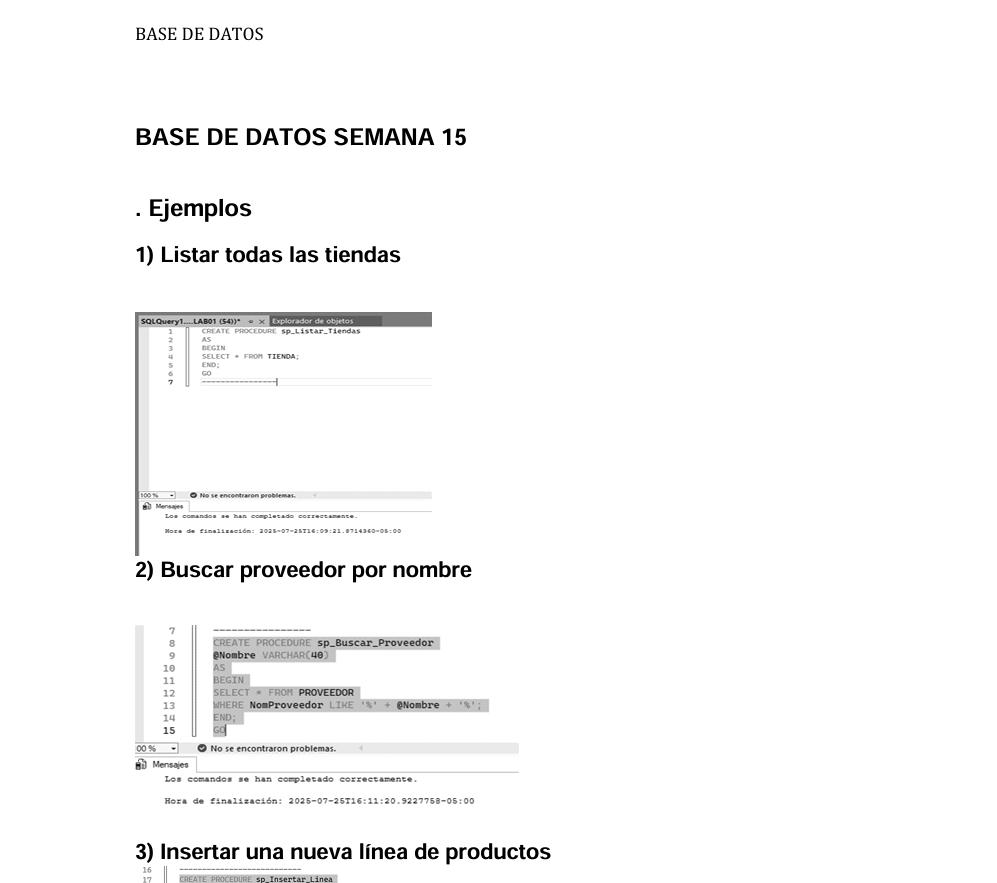 BASE DE DATOS
BASE DE DATOS SEMANA 15
. Ejemplos
1) Listar todas las tiendas
SQLQuery1....LAB01 (54))* Explorador de objetos
1 CREATE PROCEDURE sp_Listar_Tiendas
2 AS
3 BEGIN
4 SELECT * FROM TIENDA;
5 END;
6 GO
7 -----------------
100 % No se encontraron problemas.
Mensajes
Los comandos se han completado correctamente.
Hora de finalización: 2025-07-25T16:09:21.8714360-05:00
2) Buscar proveedor por nombre
7 ----------------
8 CREATE PROCEDURE sp_Buscar_Proveedor
9 @Nombre VARCHAR(40)
10 AS
11 BEGIN
12 SELECT * FROM PROVEEDOR
13 WHERE NomProveedor LIKE '%' + @Nombre + '%';
14 END;
15 GO
00 % No se encontraron problemas.
Mensajes
Los comandos se han completado correctamente.
Hora de finalización: 2025-07-25T16:11:20.9227758-05:00
3) Insertar una nueva línea de productos
16 ---------------------------
17 CREATE PROCEDURE sp_Insertar_Linea